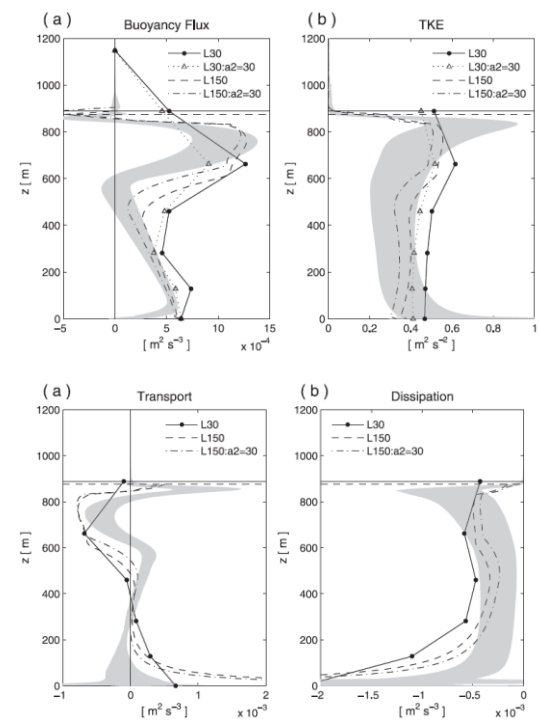 ( a ) Buoyancy Flux
1200
1000
800
600
400
200
0
z [ m ]
L30
L30:a2=30
L150
L150:a2=30
-5 0 5 10 15
[ m² s⁻³ ] x 10⁻⁴
( b ) TKE
1200
1000
800
600
400
200
0
z [ m ]
L30
L30:a2=30
L150
L150:a2=30
0 0.2 0.4 0.6 0.8 1
[ m² s⁻² ]
( a ) Transport
1200
1000
800
600
400
200
0
z [ m ]
L30
L150
L150:a2=30
-1 0 1 2
[ m² s⁻³ ] x 10⁻³
( b ) Dissipation
1200
1000
800
600
400
200
0
z [ m ]
L30
L150
L150:a2=30
-2 -1.5 -1 -0.5 0
[ m² s⁻³ ] x 10⁻³